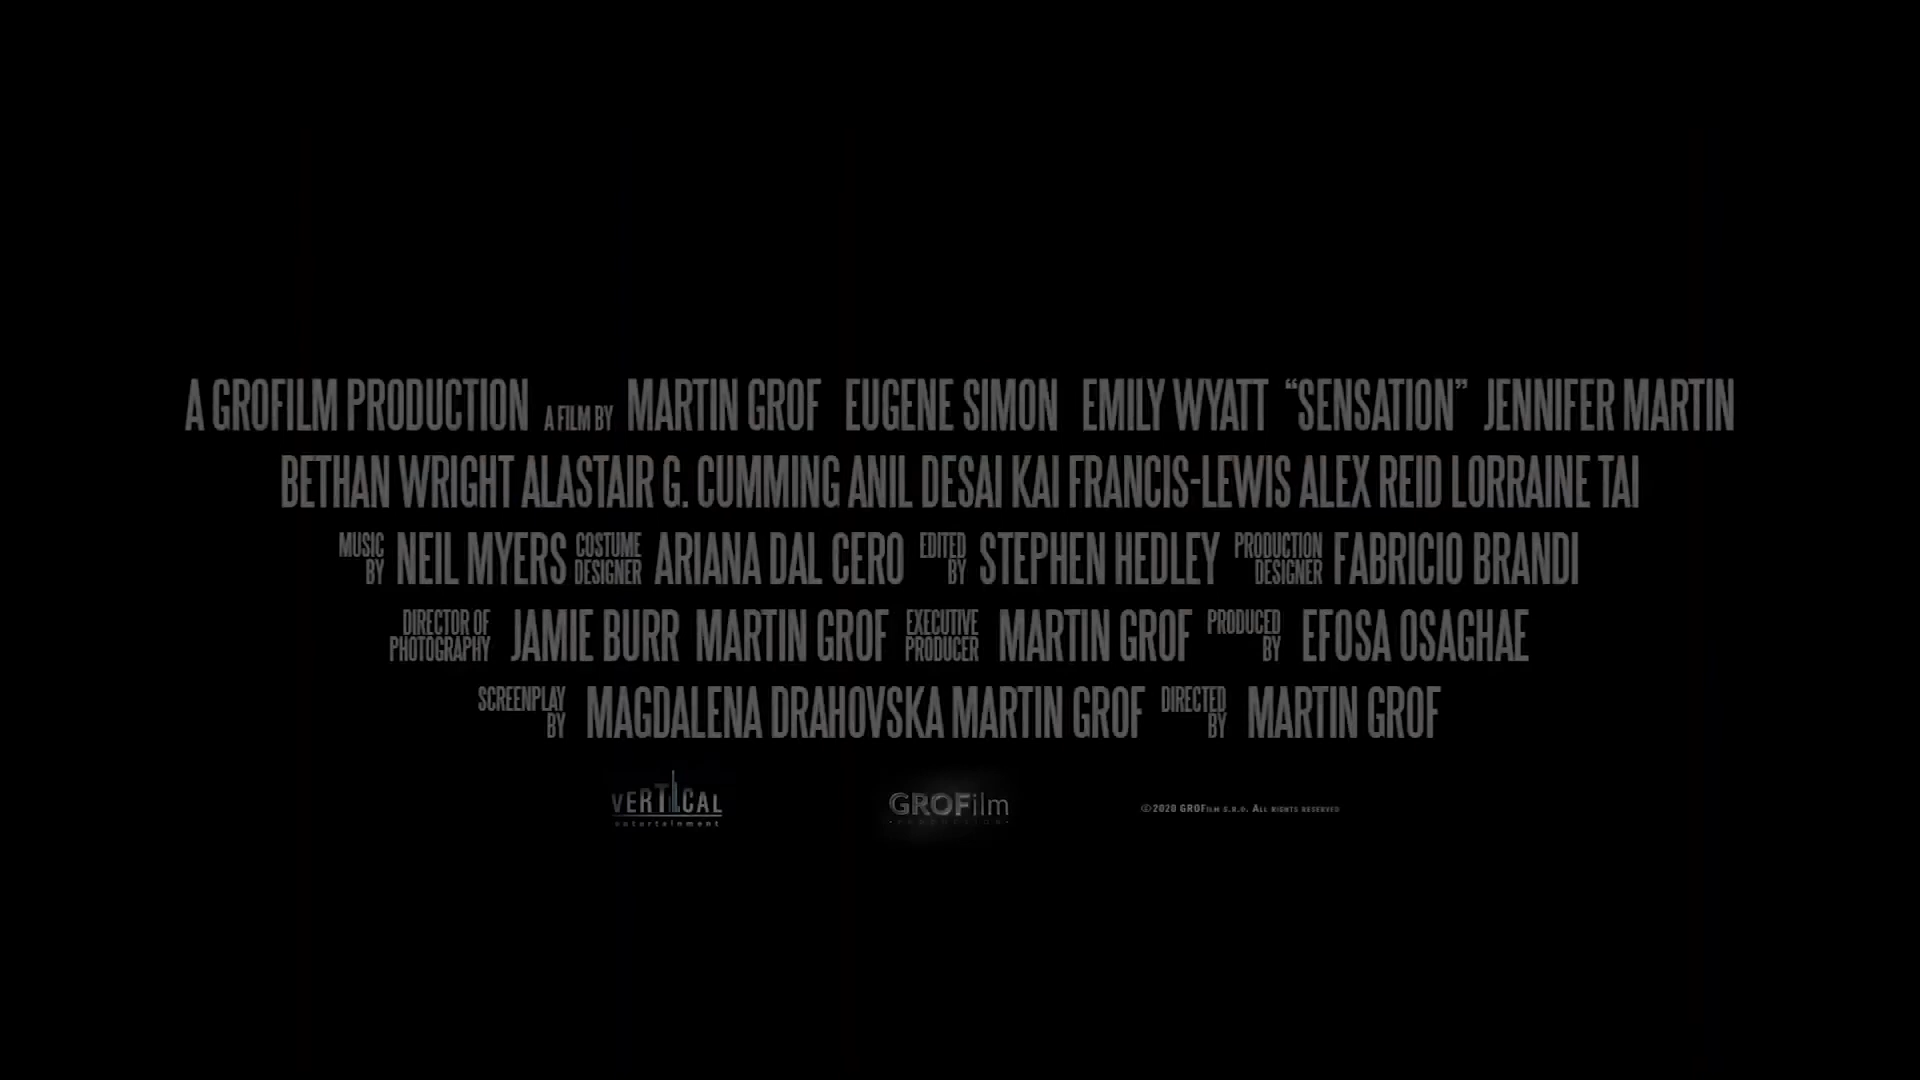 A GROFILM PRODUCTION A FILM BY MARTIN GROF EUGENE SIMON EMILY WYATT “SENSATION” JENNIFER MARTIN
BETHAN WRIGHT ALASTAIR G. CUMMING ANIL DESAI KAI FRANCIS-LEWIS ALEX REID LORRAINE TAI
MUSIC BY NEIL MYERS COSTUME DESIGNER ARIANA DAL CERO EDITED BY STEPHEN HEDLEY PRODUCTION DESIGNER FABRICIO BRANDI
DIRECTOR OF PHOTOGRAPHY JAMIE BURR MARTIN GROF EXECUTIVE PRODUCER MARTIN GROF PRODUCED BY EFOSA OSAGHAE
SCREENPLAY BY MAGDALENA DRAHOVSKA MARTIN GROF DIRECTED BY MARTIN GROF
VERTICAL entertainment GROFilm PRODUCTION ©2020 GROFILM S.R.O. ALL RIGHTS RESERVED